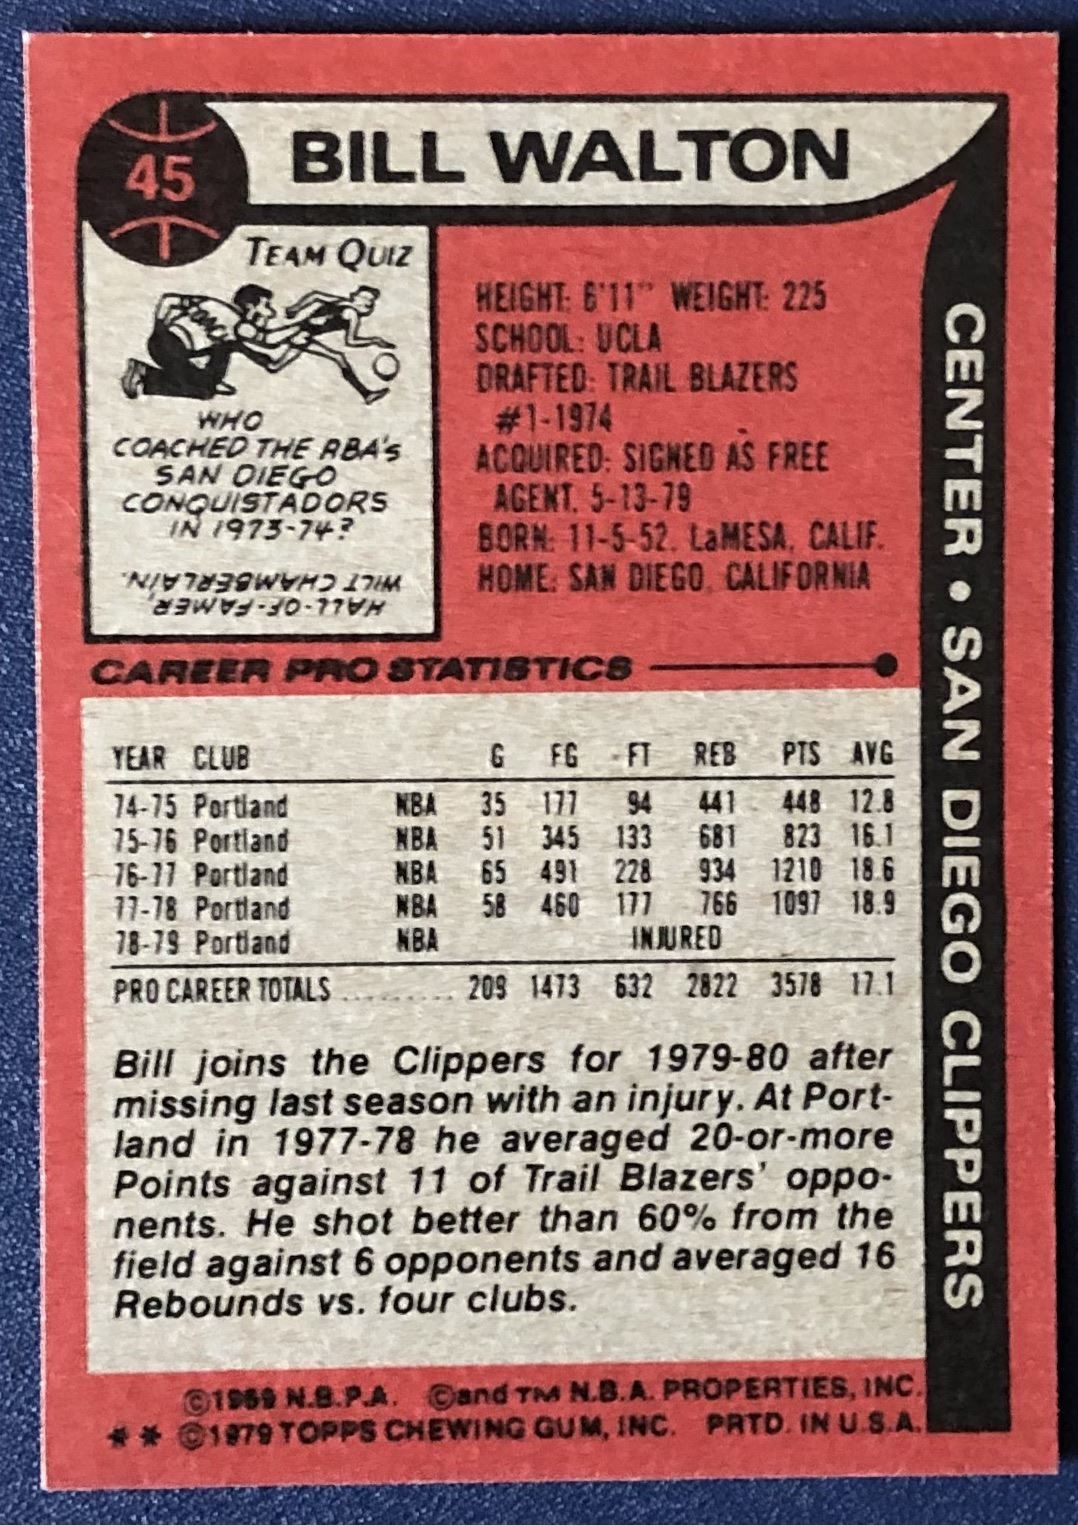 45
BILL WALTON
TEAM QUIZ
WHO
COACHED THE ABA's
SAN DIEGO
CONQUISTADORS
IN 1973-74?
HALL-OF-FAMER,
WILT CHAMBERLAIN.
HEIGHT: 6'11" WEIGHT: 225
SCHOOL: UCLA
DRAFTED: TRAIL BLAZERS
#1-1974
ACQUIRED: SIGNED AS FREE
AGENT, 5-13-79
BORN: 11-5-52, LaMESA, CALIF.
HOME: SAN DIEGO, CALIFORNIA
CENTER • SAN DIEGO CLIPPERS
CAREER PRO STATISTICS
YEAR CLUB G FG FT REB PTS AVG
74-75 Portland NBA 35 177 94 441 448 12.8
75-76 Portland NBA 51 345 133 681 823 16.1
76-77 Portland NBA 65 491 228 934 1210 18.6
77-78 Portland NBA 58 460 177 766 1097 18.9
78-79 Portland NBA INJURED
PRO CAREER TOTALS .......... 209 1473 632 2822 3578 17.1
Bill joins the Clippers for 1979-80 after
missing last season with an injury. At Port-
land in 1977-78 he averaged 20-or-more
Points against 11 of Trail Blazers' oppo-
nents. He shot better than 60% from the
field against 6 opponents and averaged 16
Rebounds vs. four clubs.
©1969 N.B.P.A. ©and TM N.B.A. PROPERTIES, INC.
** ©1979 TOPPS CHEWING GUM, INC. PRTD. IN U.S.A.